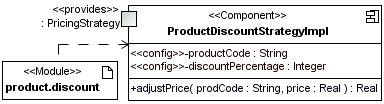 <<provides>>
: PricingStrategy
<<Component>>
ProductDiscountStrategyImpl
<<config>>-productCode : String
<<config>>-discountPercentage : Integer
+adjustPrice( prodCode : String, price : Real ) : Real
<<Module>>
product.discount